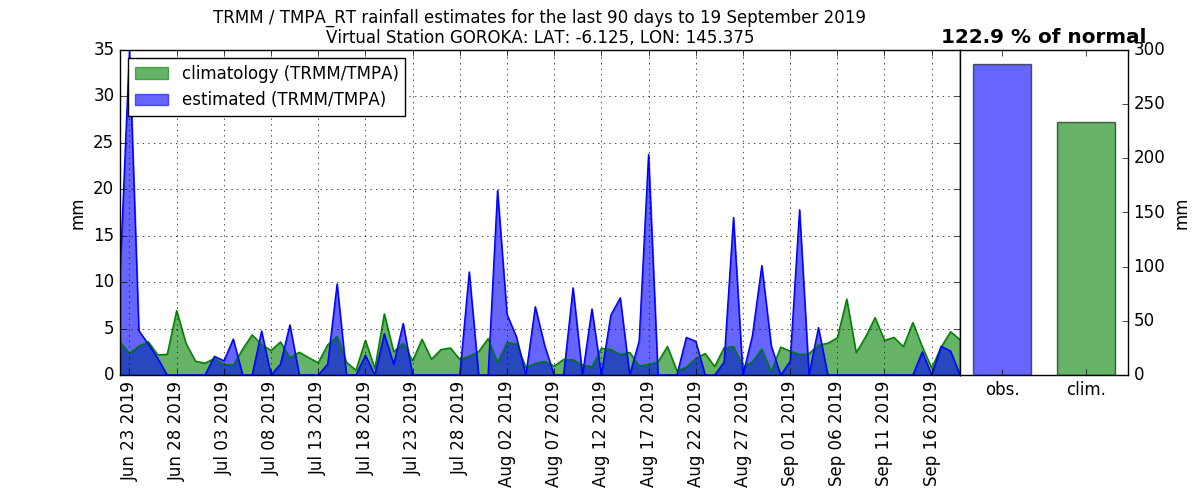 TRMM / TMPA_RT rainfall estimates for the last 90 days to 19 September 2019
Virtual Station GOROKA: LAT: -6.125, LON: 145.375
122.9 % of normal
climatology (TRMM/TMPA)
estimated (TRMM/TMPA)
35
30
25
20
15
10
5
0
mm
Jun 23 2019
Jun 28 2019
Jul 03 2019
Jul 08 2019
Jul 13 2019
Jul 18 2019
Jul 23 2019
Jul 28 2019
Aug 02 2019
Aug 07 2019
Aug 12 2019
Aug 17 2019
Aug 22 2019
Aug 27 2019
Sep 01 2019
Sep 06 2019
Sep 11 2019
Sep 16 2019
300
250
200
150
100
50
0
mm
obs.
clim.